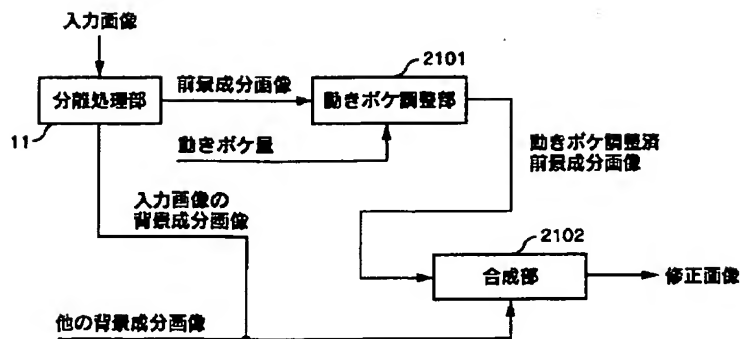 入力画像
2101
分離処理部
前景成分画像
動きボケ調整部
11
動きボケ量
動きボケ調整済
前景成分画像
入力画像の
背景成分画像
2102
合成部
修正画像
他の背景成分画像